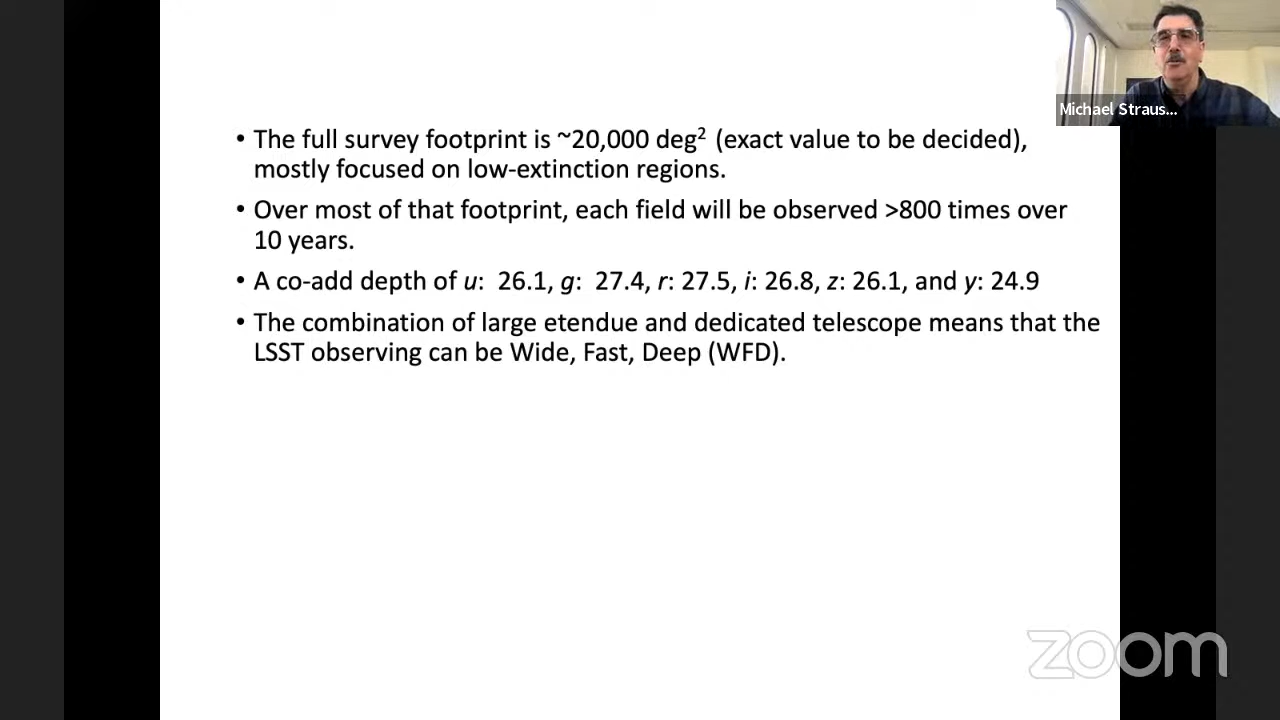 • The full survey footprint is ~20,000 deg² (exact value to be decided),
mostly focused on low-extinction regions.
• Over most of that footprint, each field will be observed >800 times over
10 years.
• A co-add depth of u: 26.1, g: 27.4, r: 27.5, i: 26.8, z: 26.1, and y: 24.9
• The combination of large etendue and dedicated telescope means that the
LSST observing can be Wide, Fast, Deep (WFD).
Michael Straus...
zoom